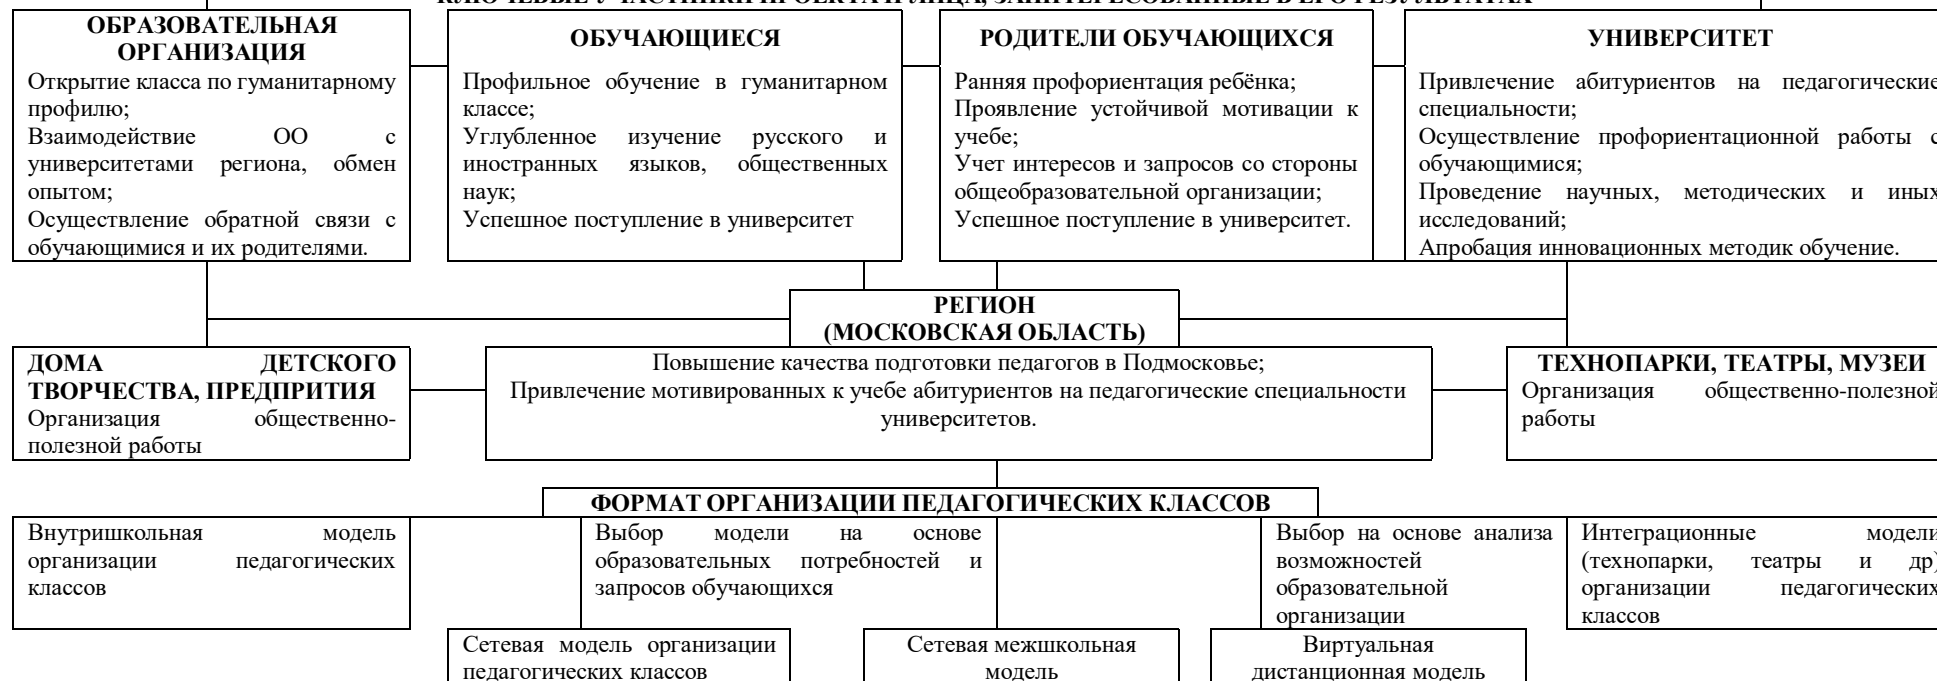 КЛЮЧЕВЫЕ УЧАСТНИКИ ПРОЕКТА И ЛИЦА, ЗАИНТЕРЕСОВАННЫЕ В ЕГО РЕЗУЛЬТАТАХ
ОБРАЗОВАТЕЛЬНАЯ
ОРГАНИЗАЦИЯ
Открытие класса по гуманитарному
профилю;
Взаимодействие ОО с
университетами региона, обмен
опытом;
Осуществление обратной связи с
обучающимися и их родителями.
ОБУЧАЮЩИЕСЯ
Профильное обучение в гуманитарном
классе;
Углубленное изучение русского и
иностранных языков, общественных
наук;
Успешное поступление в университет
РОДИТЕЛИ ОБУЧАЮЩИХСЯ
Ранняя профориентация ребёнка;
Проявление устойчивой мотивации к
учебе;
Учет интересов и запросов со стороны
общеобразовательной организации;
Успешное поступление в университет.
УНИВЕРСИТЕТ
Привлечение абитуриентов на педагогические
специальности;
Осуществление профориентационной работы с
обучающимися;
Проведение научных, методических и иных
исследований;
Апробация инновационных методик обучение.
РЕГИОН
(МОСКОВСКАЯ ОБЛАСТЬ)
ДОМА ДЕТСКОГО
ТВОРЧЕСТВА, ПРЕДПРИТИЯ
Организация общественно-
полезной работы
Повышение качества подготовки педагогов в Подмосковье;
Привлечение мотивированных к учебе абитуриентов на педагогические специальности
университетов.
ТЕХНОПАРКИ, ТЕАТРЫ, МУЗЕИ
Организация общественно-полезной
работы
ФОРМАТ ОРГАНИЗАЦИИ ПЕДАГОГИЧЕСКИХ КЛАССОВ
Внутришкольная модель
организации педагогических
классов
Выбор модели на основе
образовательных потребностей и
запросов обучающихся
Выбор на основе анализа
возможностей
образовательной
организации
Интеграционные модели
(технопарки, театры и др)
организации педагогических
классов
Сетевая модель организации
педагогических классов
Сетевая межшкольная
модель
Виртуальная
дистанционная модель